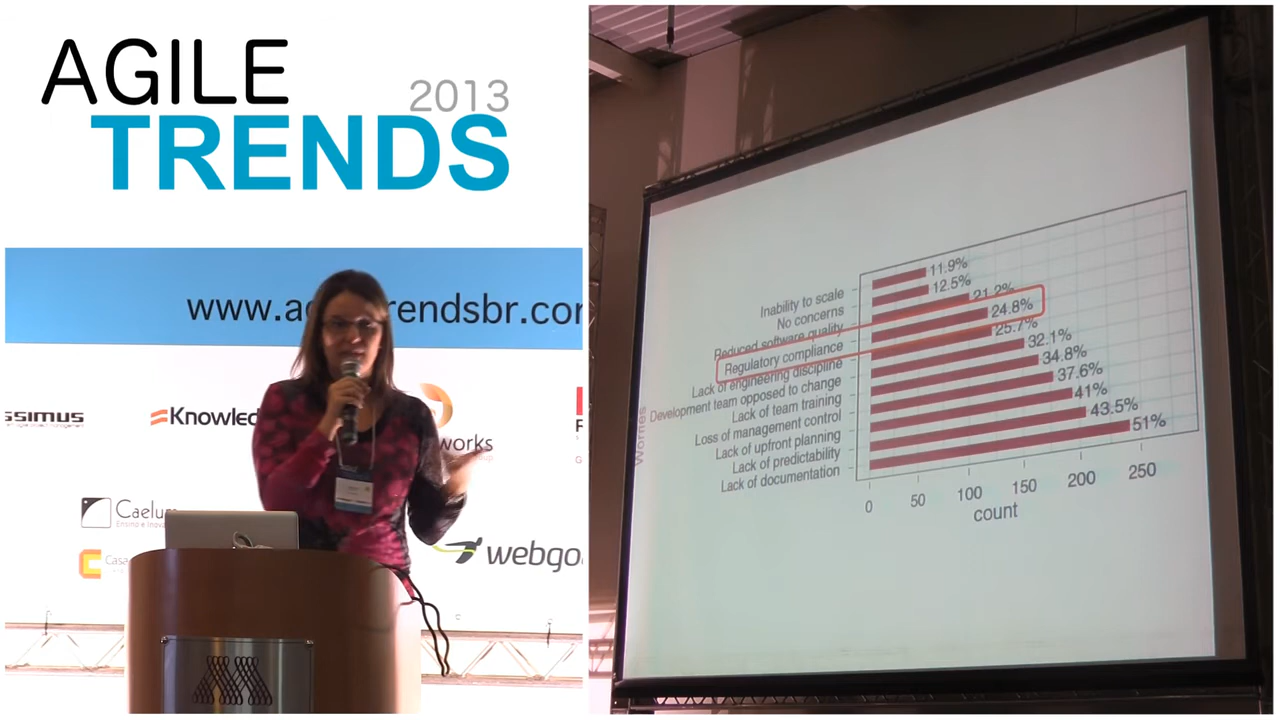 AGILE
2013
TRENDS
ssimus
Knowled
works
Caelum
Casa
webgo
Inability to scale 11.9%
No concerns 12.5%
Reduced software quality 21.2%
Regulatory compliance 24.8%
Lack of engineering discipline 25.7%
Development team opposed to change 32.1%
Lack of team training 34.8%
Loss of management control 37.6%
Lack of upfront planning 41%
Lack of predictability 43.5%
Lack of documentation 51%
0 50 100 150 200 250
count
Worries